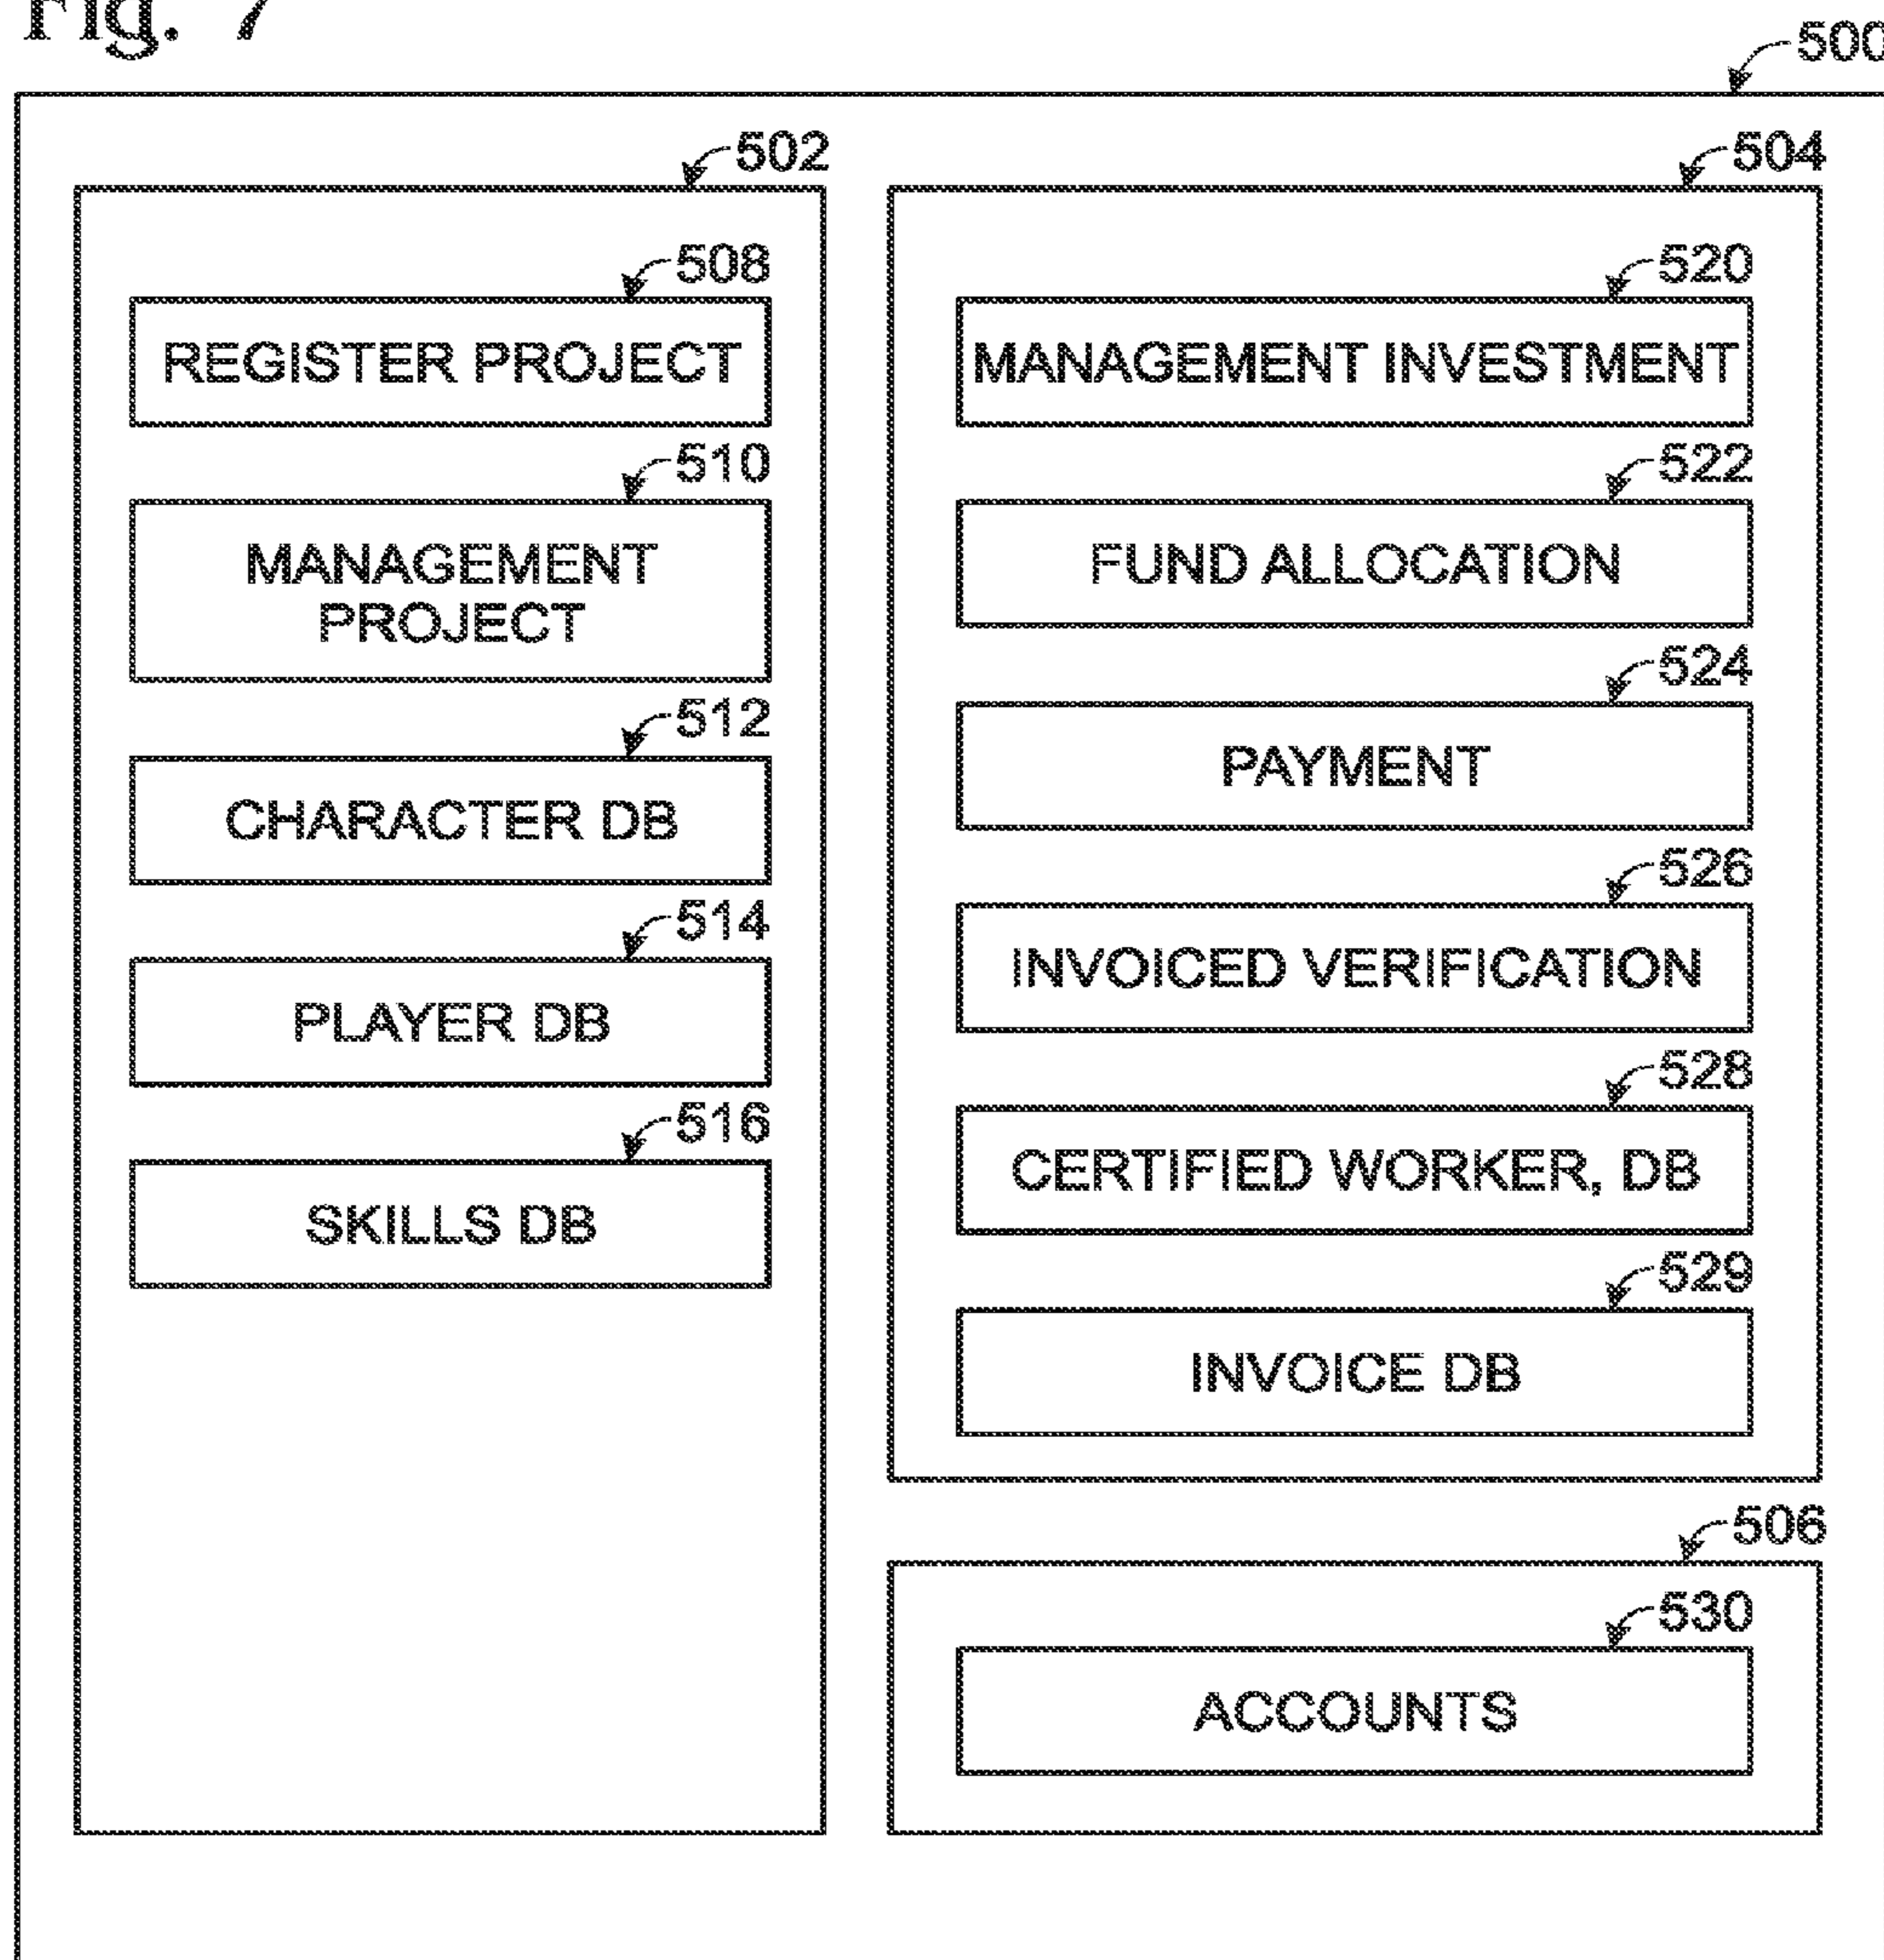 Fig. 7
500
502
508
REGISTER PROJECT
510
MANAGEMENT
PROJECT
512
CHARACTER DB
514
PLAYER DB
516
SKILLS DB
504
520
MANAGEMENT INVESTMENT
522
FUND ALLOCATION
524
PAYMENT
526
INVOICED VERIFICATION
528
CERTIFIED WORKER, DB
529
INVOICE DB
506
530
ACCOUNTS